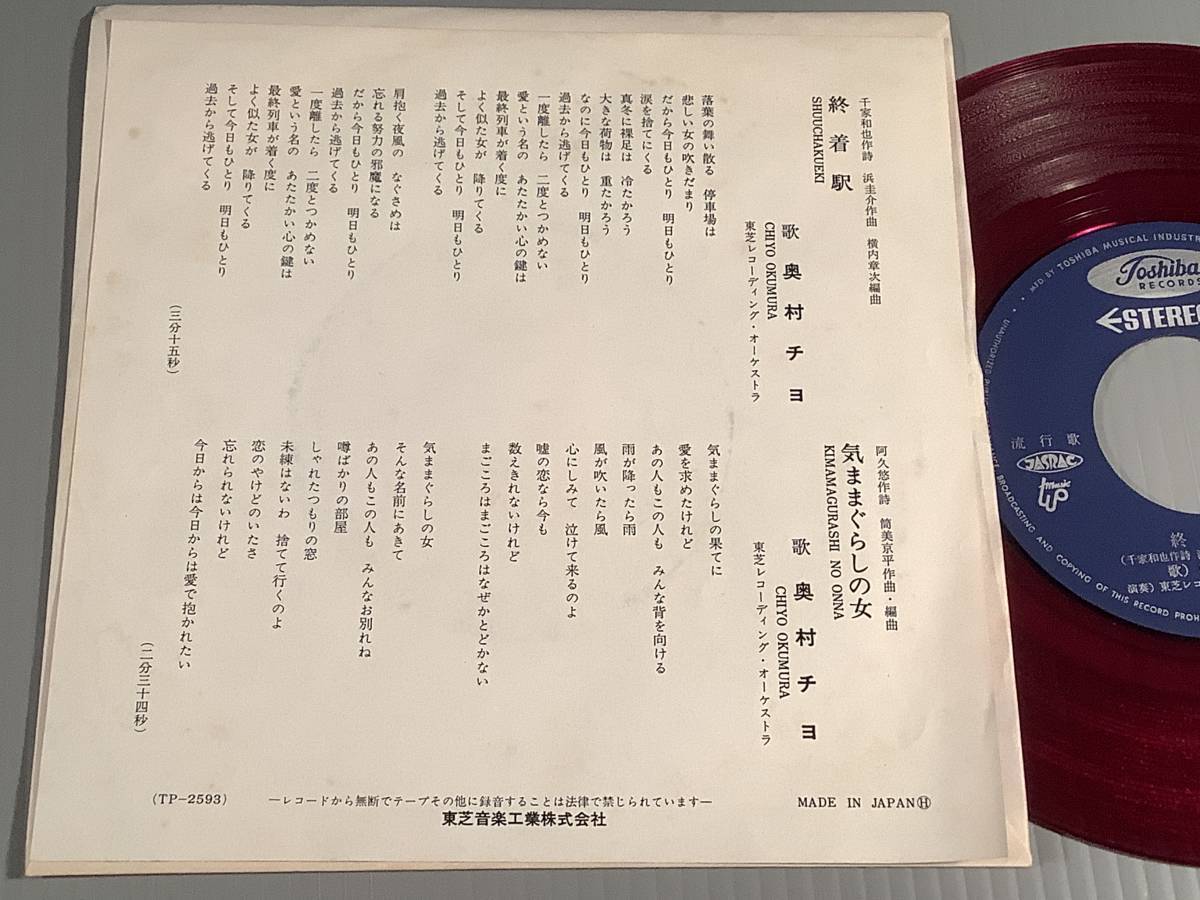 千家和也作詩　浜圭介作曲　横内章次編曲
終着駅
SHUUCHAKUEKI
歌 奥村チヨ
CHIYO OKUMURA
東芝レコーディング・オーケストラ
落葉の舞い散る　停車場は
悲しい女の吹きだまり
だから今日もひとり　明日もひとり
涙を捨てにくる
真冬に裸足は　冷たかろう
大きな荷物は　重たかろう
なのに今日もひとり　明日もひとり
過去から逃げてくる
一度離したら　二度とつかめない
愛という名の　あたたかい心の鍵は
最終列車が着く度に
よく似た女が　降りてくる
そして今日もひとり　明日もひとり
過去から逃げてくる
肩抱く夜風の　なぐさめは
忘れる努力の邪魔になる
だから今日もひとり　明日もひとり
過去から逃げてくる
一度離したら　二度とつかめない
愛という名の　あたたかい心の鍵は
最終列車が着く度に
よく似た女が　降りてくる
そして今日もひとり　明日もひとり
過去から逃げてくる
（三分十五秒）
阿久悠作詩　筒美京平作曲・編曲
気ままぐらしの女
KIMAMAGURASHI NO ONNA
歌 奥村チヨ
CHIYO OKUMURA
東芝レコーディング・オーケストラ
気ままぐらしの果てに
愛を求めたけれど
あの人もこの人も　みんな背を向ける
雨が降ったら雨
風が吹いたら風
心にしみて　泣けて来るのよ
嘘の恋なら今も
数えきれないけれど
まごころはまごころはなぜかとどかない
気ままぐらしの女
そんな名前にあきて
あの人もこの人も　みんなお別れね
噂ばかりの部屋
しゃれたつもりの窓
未練はないわ　捨てて行くのよ
恋のやけどのいたさ
忘れられないけれど
今日からは今日からは愛で抱かれたい
（二分三十四秒）
(TP-2593)
―レコードから無断でテープその他に録音することは法律で禁じられています―
MADE IN JAPAN Ⓗ
東芝音楽工業株式会社
MFD BY TOSHIBA MUSICAL INDUSTR
Toshiba
RECORDS
STEREO
流行歌
JASRAC
music
up
終
(千家和也作詩
歌)
演奏) 東芝レコ
UNAUTHORIZED
BROADCASTING AND COPYING OF THIS RECORD PROH